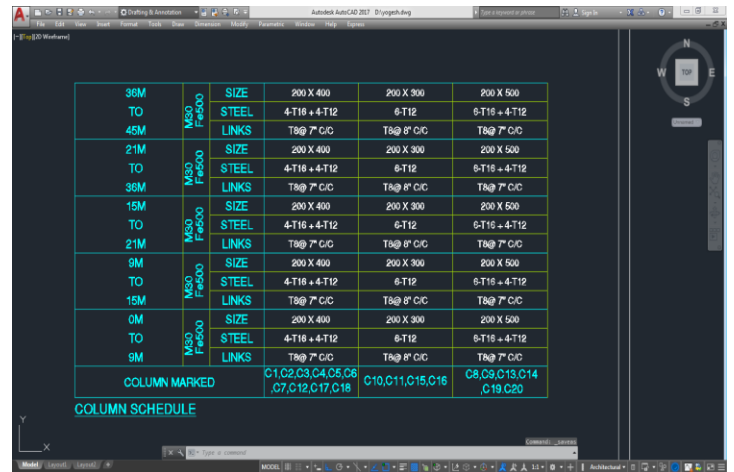 Drafting & Annotation
Autodesk AutoCAD 2017 D:\yogesh.dwg
Type a keyword or phrase
Sign In
File Edit View Insert Format Tools Draw Dimension Modify Parametric Window Help Express
[-][Top][2D Wireframe]
N
W TOP E
S
Unnamed
36M M30 Fe500 SIZE 200 X 400 200 X 300 200 X 500
TO STEEL 4-T16 + 4-T12 6-T12 6-T16 + 4-T12
45M LINKS T8@ 7" C/C T8@ 8" C/C T8@ 7" C/C
21M M30 Fe500 SIZE 200 X 400 200 X 300 200 X 500
TO STEEL 4-T16 + 4-T12 6-T12 6-T16 + 4-T12
36M LINKS T8@ 7" C/C T8@ 8" C/C T8@ 7" C/C
15M M30 Fe500 SIZE 200 X 400 200 X 300 200 X 500
TO STEEL 4-T16 + 4-T12 6-T12 6-T16 + 4-T12
21M LINKS T8@ 7" C/C T8@ 8" C/C T8@ 7" C/C
9M M30 Fe500 SIZE 200 X 400 200 X 300 200 X 500
TO STEEL 4-T16 + 4-T12 6-T12 6-T16 + 4-T12
15M LINKS T8@ 7" C/C T8@ 8" C/C T8@ 7" C/C
0M M30 Fe500 SIZE 200 X 400 200 X 300 200 X 500
TO STEEL 4-T16 + 4-T12 6-T12 6-T16 + 4-T12
9M LINKS T8@ 7" C/C T8@ 8" C/C T8@ 7" C/C
COLUMN MARKED C1,C2,C3,C4,C5,C6 ,C7,C12,C17,C18 C10,C11,C15,C16 C8,C9,C13,C14 ,C19.C20
COLUMN SCHEDULE
Y
X
Command: _saveas
Type a command
Model Layout1 Layout2 +
MODEL 1:1 Architectural